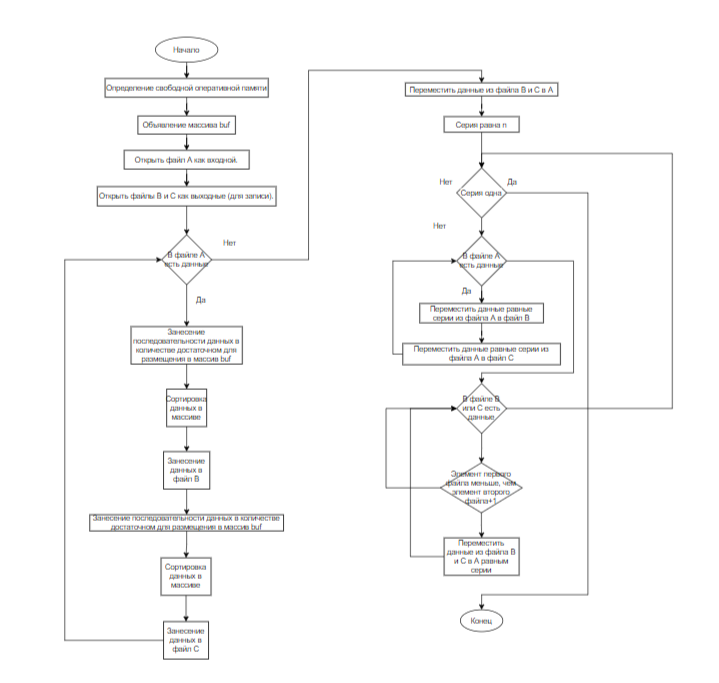 Начало
Определение свободной оперативной памяти
Объявление массива buf
Открыть файл А как входной.
Открыть файлы В и С как выходные (для записи).
Нет
В файле А
есть данные
Да
Занесение
последовательности данных в
количестве достаточном для
размещения в массив buf
Сортировка
данных в
массиве
Занесение
данных в
файл В
Занесение последовательности данных в количестве
достаточном для размещения в массив buf
Сортировка
данных в
массиве
Занесение
данных в
файл С
Переместить данные из файла В и С в А
Серия равна n
Нет
Да
Серия одна
Нет
В файле А
есть данные
Да
Переместить данные равные
серии из файла А в файл В
Переместить данные равные серии из
файла А в файл С
В файле В
или С есть
данные
Элемент первого
файла меньше, чем
элемент второго
файла+1
Переместить
данные из файла В
и С в А равным
серии
Конец